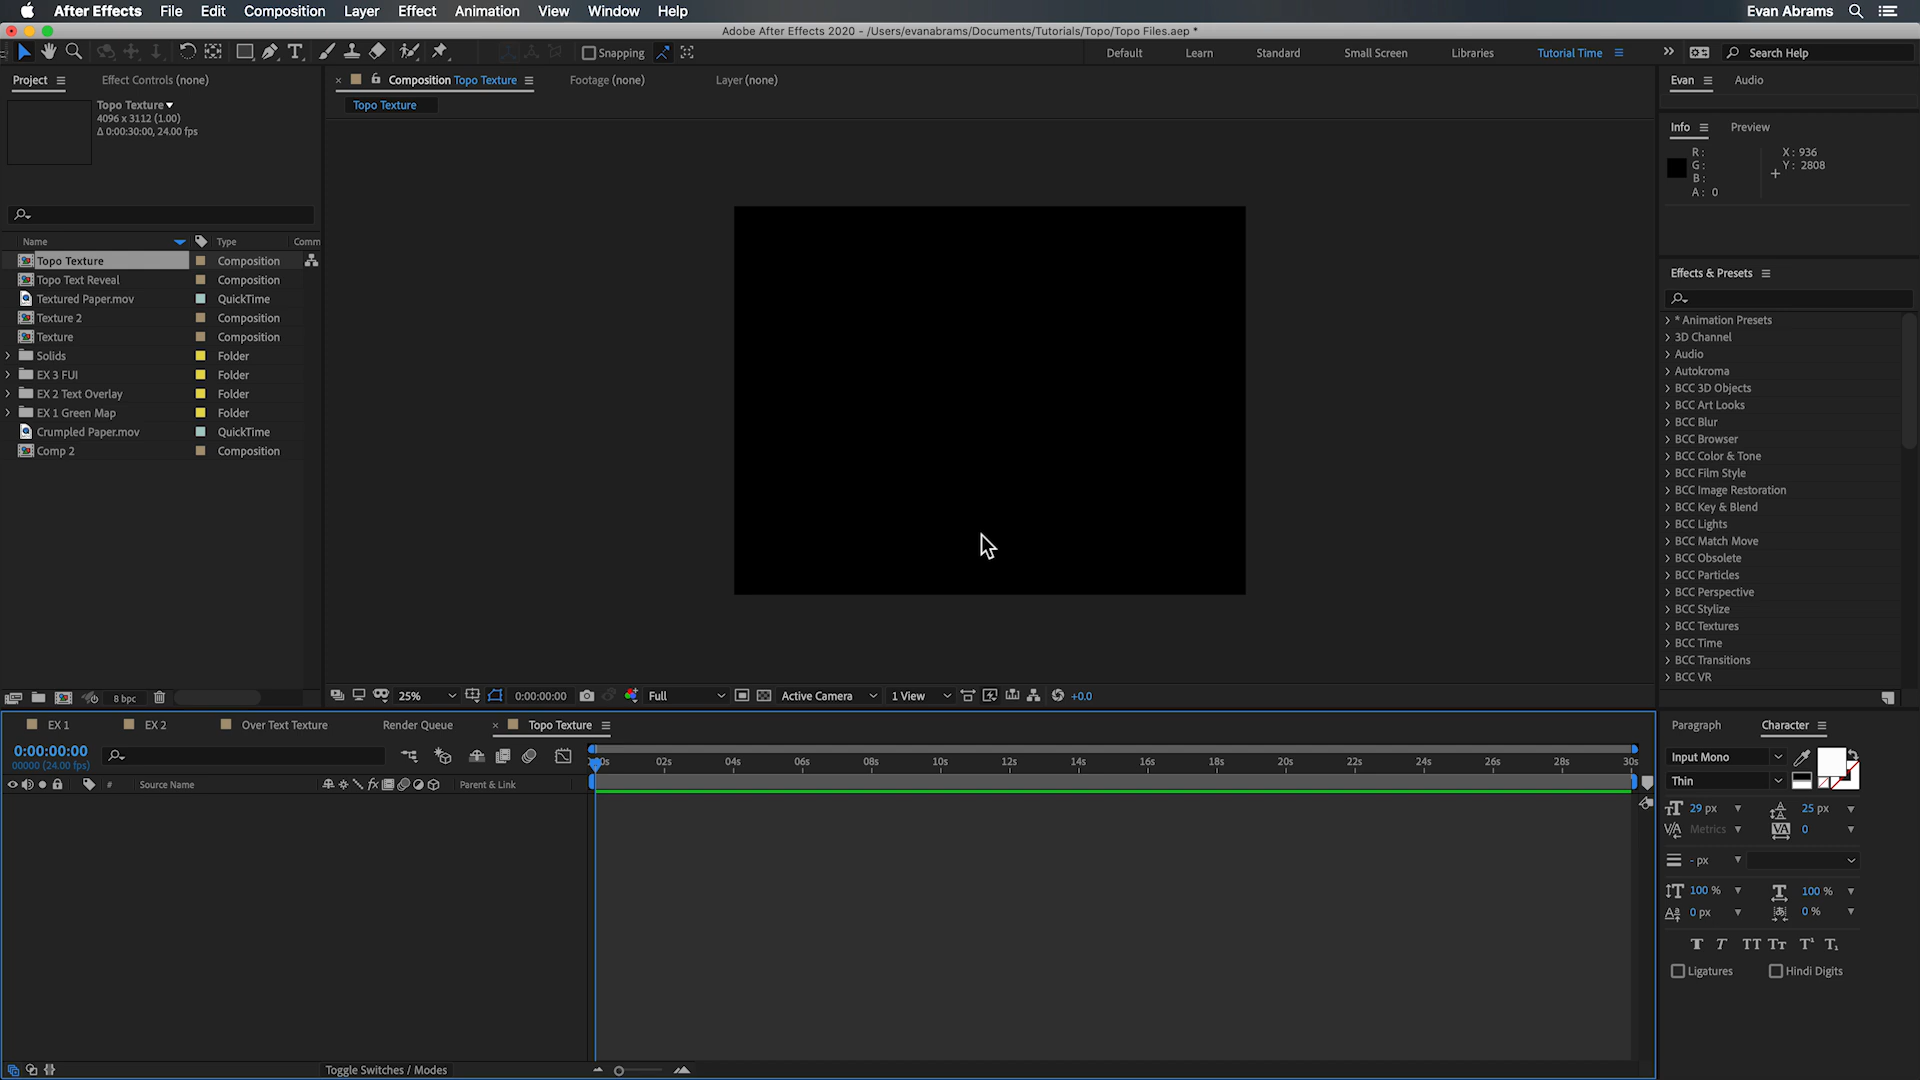 After Effects File Edit Composition Layer Effect Animation View Window Help Evan Abrams
Adobe After Effects 2020 - /Users/evanabrams/Documents/Tutorials/Topo/Topo Files.aep *
Snapping Default Learn Standard Small Screen Libraries Tutorial Time Search Help
Project Effect Controls (none)
Topo Texture
4096 x 3112 (1.00)
Δ 0:00:30:00, 24.00 fps
Name Type Comm
Topo Texture Composition
Topo Text Reveal Composition
Textured Paper.mov QuickTime
Texture 2 Composition
Texture Composition
Solids Folder
EX 3 FUI Folder
EX 2 Text Overlay Folder
EX 1 Green Map Folder
Crumpled Paper.mov QuickTime
Comp 2 Composition
8 bpc
Composition Topo Texture Footage (none) Layer (none)
Topo Texture
25% 0:00:00:00 Full Active Camera 1 View +0.0
Evan Audio
Info Preview
R:
G:
B:
A: 0
X: 936
Y: 2808
Effects & Presets
* Animation Presets
3D Channel
Audio
Autokroma
BCC 3D Objects
BCC Art Looks
BCC Blur
BCC Browser
BCC Color & Tone
BCC Film Style
BCC Image Restoration
BCC Key & Blend
BCC Lights
BCC Match Move
BCC Obsolete
BCC Particles
BCC Perspective
BCC Stylize
BCC Textures
BCC Time
BCC Transitions
BCC VR
EX 1 EX 2 Over Text Texture Render Queue Topo Texture
0:00:00:00
00000 (24.00 fps)
# Source Name Parent & Link
00s 02s 04s 06s 08s 10s 12s 14s 16s 18s 20s 22s 24s 26s 28s 30s
Toggle Switches / Modes
Paragraph Character
Input Mono
Thin
29 px 25 px
Metrics 0
- px
100 % 100 %
0 px 0 %
T T TT Tt T¹ T₁
Ligatures Hindi Digits